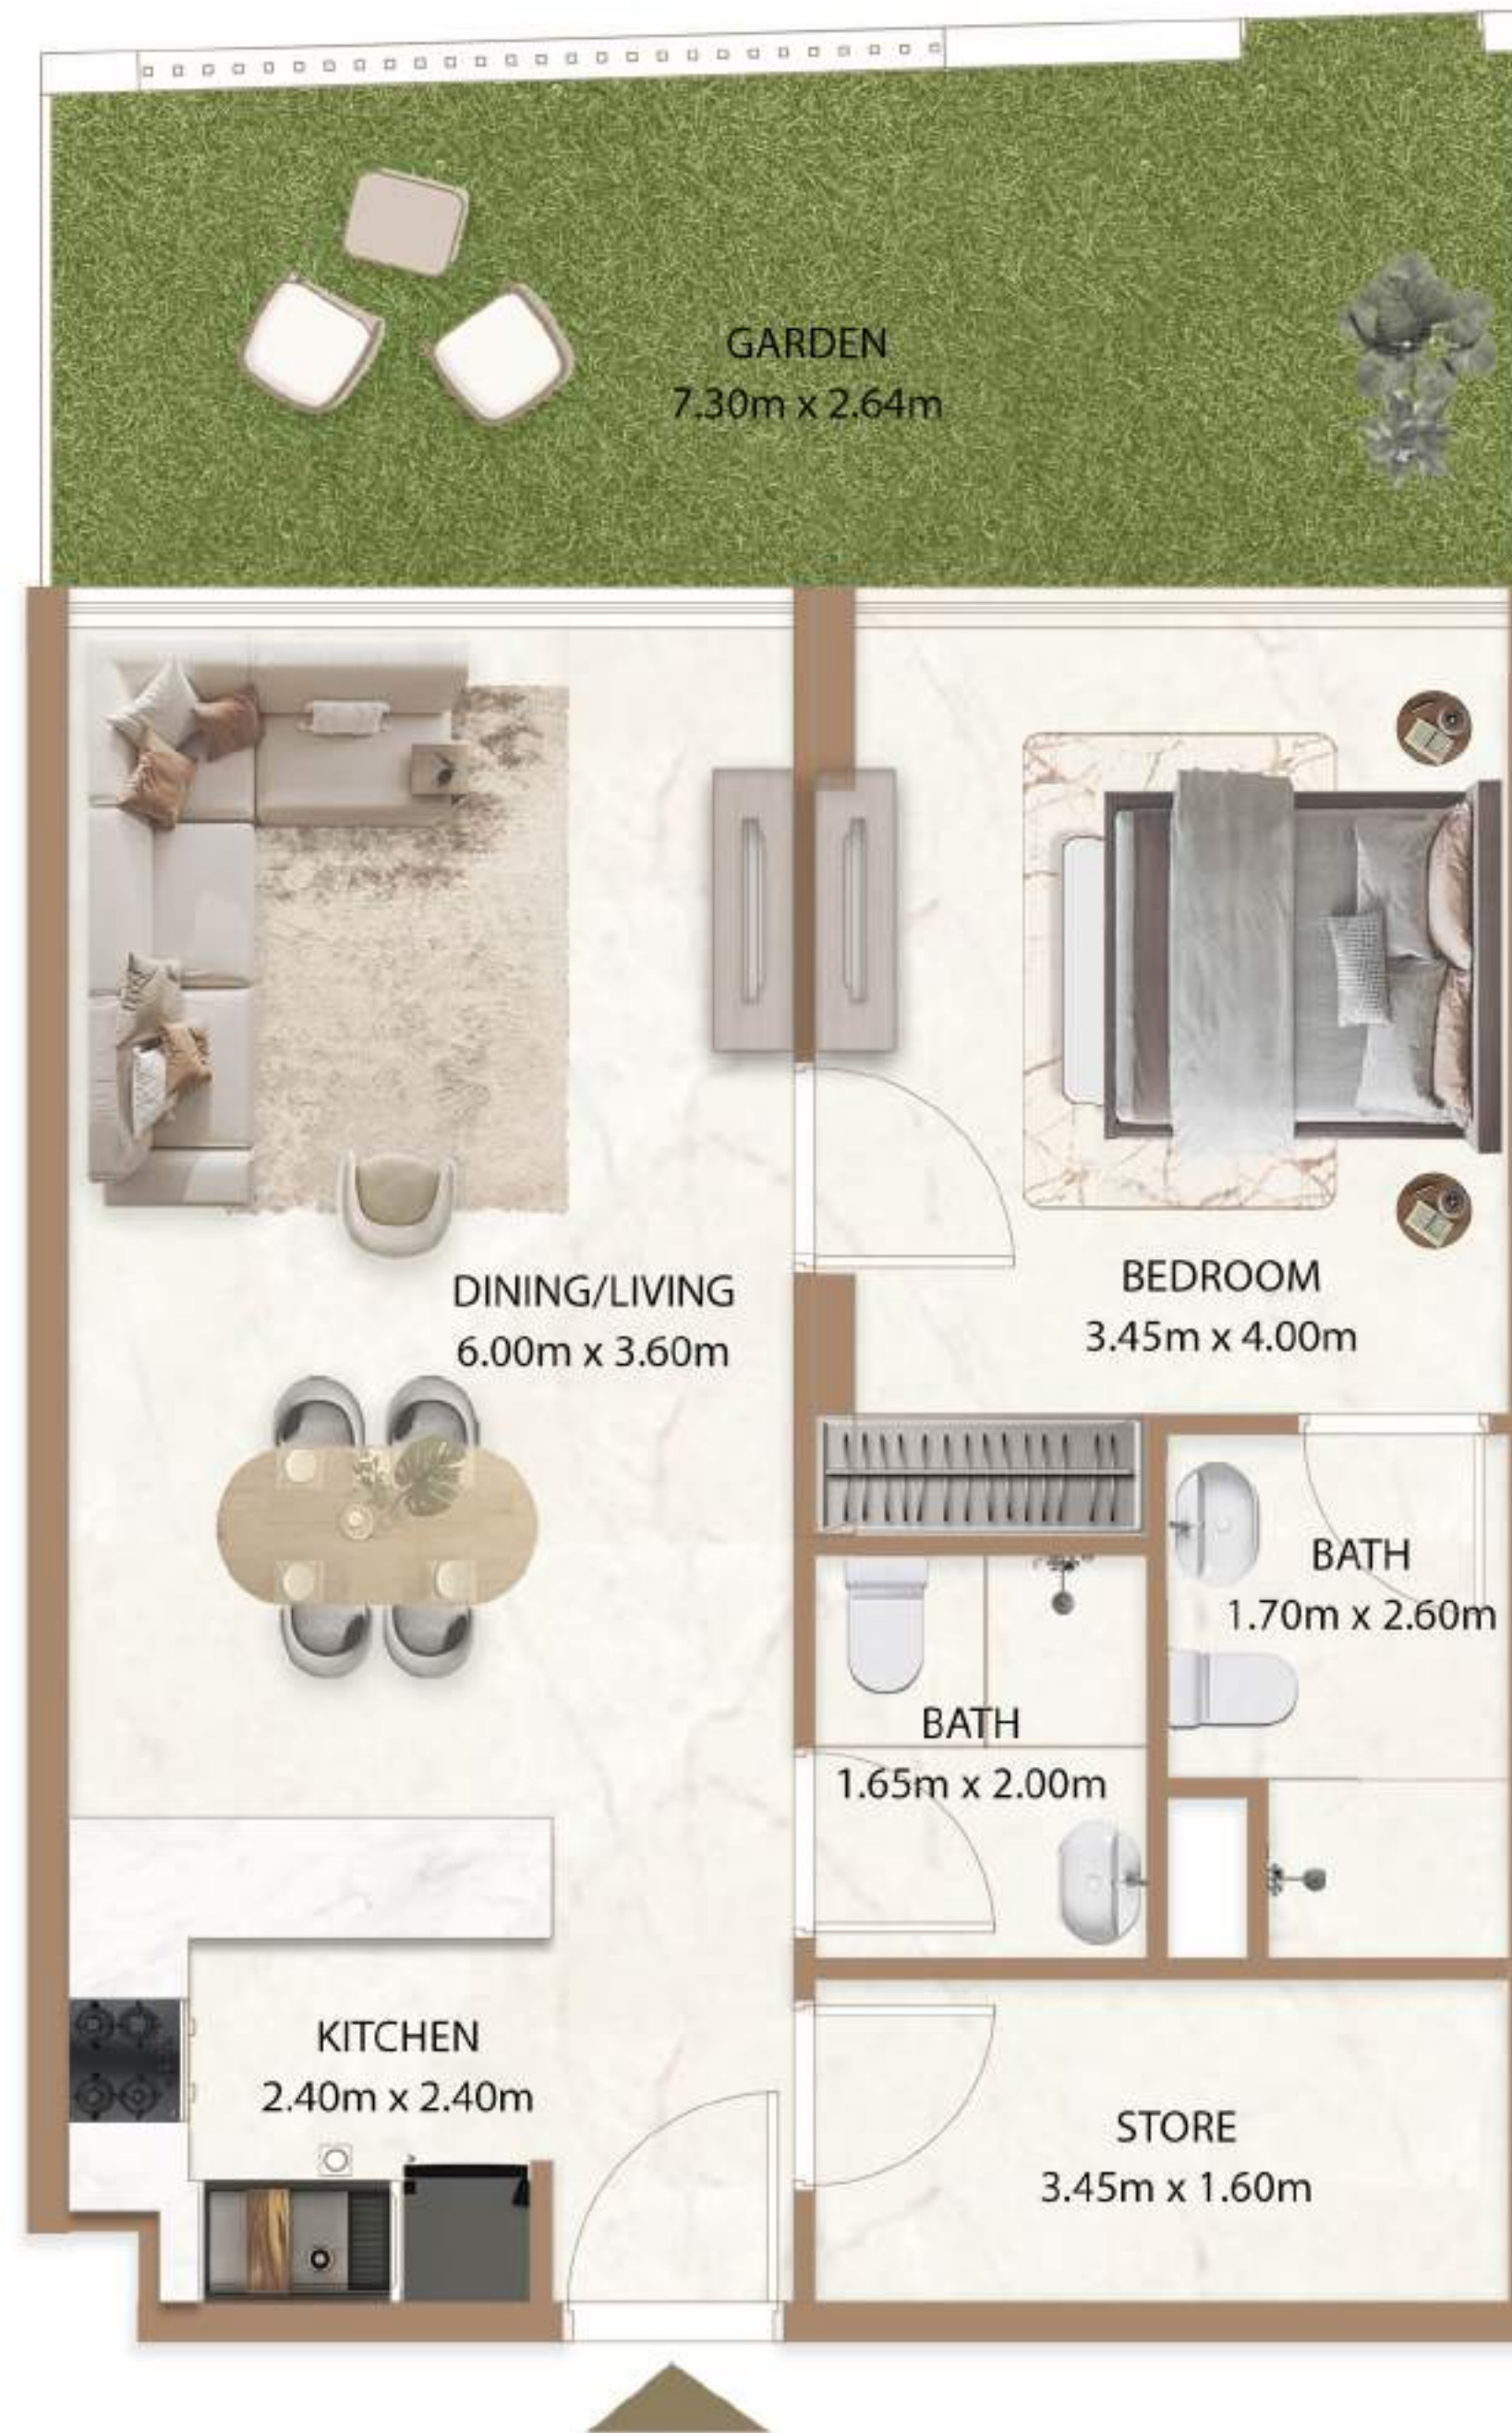 GARDEN
7.30m x 2.64m
DINING/LIVING
6.00m x 3.60m
BEDROOM
3.45m x 4.00m
BATH
1.70m x 2.60m
BATH
1.65m x 2.00m
KITCHEN
2.40m x 2.40m
STORE
3.45m x 1.60m